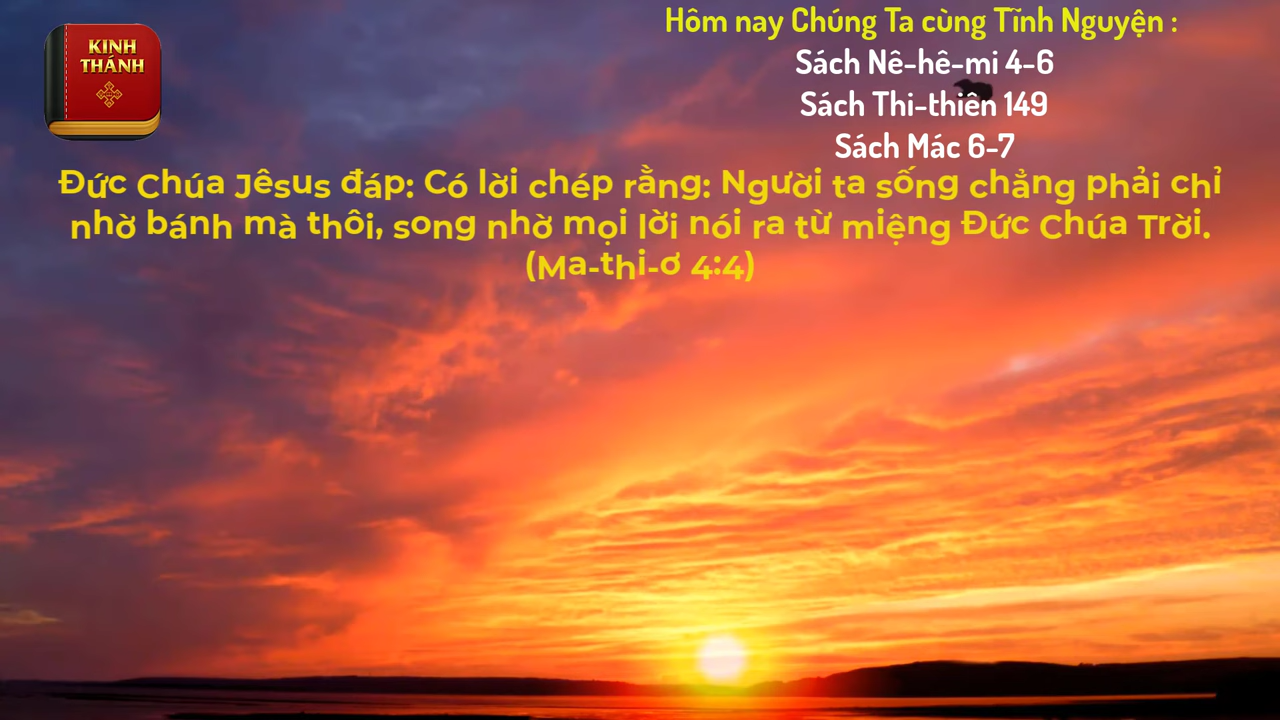 KINH
THÁNH
Hôm nay Chúng Ta cùng Tĩnh Nguyện :
Sách Nê-hê-mi 4-6
Sách Thi-thiên 149
Sách Mác 6-7
Đức Chúa Jêsus đáp: Có lời chép rằng: Người ta sống chẳng phải chỉ
nhờ bánh mà thôi, song nhờ mọi lời nói ra từ miệng Đức Chúa Trời.
(Ma-thi-ơ 4:4)